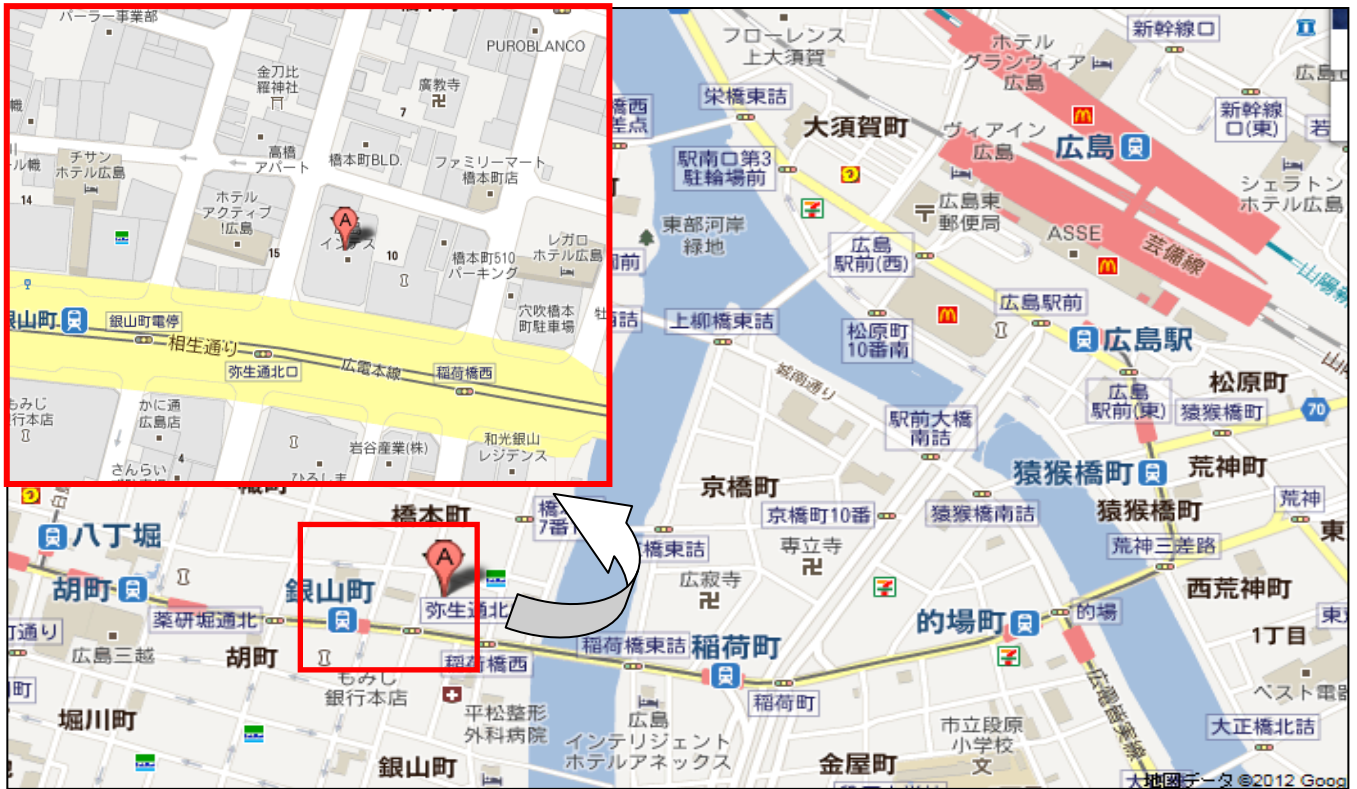 パーラー事業部
PUROBLANCO
金刀比
羅神社
廣教寺
7
高橋
アパート
橋本町BLD.
ファミリーマート
橋本町店
チサン
ホテル広島
14
ホテル
アクティブ
!広島
15
A
インテス
10
橋本町510
パーキング
レガロ
ホテル広島
穴吹橋本
町駐車場
銀山町
銀山町電停
相生通り
弥生通北口
広電本線
稲荷橋西
もみじ
銀行本店
かに通
広島店
4
さんらい
岩谷産業(株)
ひろしま
和光銀山
レジデンス
フローレンス
上大須賀
栄橋東詰
大須賀町
駅南口第3
駐輪場前
東部河岸
緑地
上柳橋東詰
ホテル
グランヴィア
広島
新幹線口
新幹線
口(東)
ヴィアイン
広島
広島
シェラトン
ホテル広島
広島東
郵便局
ASSE
芸備線
広島
駅前(西)
松原町
10番南
広島駅前
広島駅
広島
駅前(東)
松原町
猿猴橋町
70
城南通り
駅前大橋
南詰
猿猴橋町
荒神町
荒神
京橋町
京橋町10番
猿猴橋南詰
猿猴橋町
荒神三差路
橋本町
八丁堀
胡町
銀山町
A
弥生通北
薬研堀通北
橋東詰
専立寺
広寂寺
稲荷橋東詰
稲荷町
的場町
的場
西荒神町
1丁目
広島三越
胡町
稲荷橋西
もみじ
銀行本店
平松整形
外科病院
広島
インテリジェント
ホテルアネックス
稲荷町
堀川町
銀山町
金屋町
市立段原
小学校
ベスト電器
大正橋北詰
地図データ ©2012 Goog